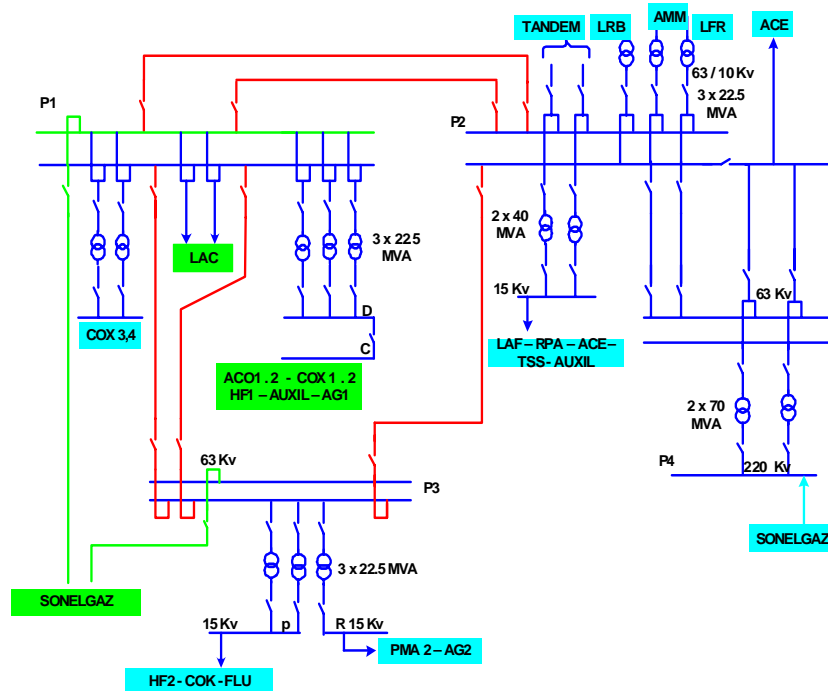 TANDEM
LRB
AMM
LFR
ACE
63 / 10 Kv
3 x 22.5
MVA
P1
P2
3 x 22.5
MVA
LAC
2 x 40
MVA
15 Kv
63 Kv
COX 3,4
D
C
LAF – RPA – ACE –
TSS - AUXIL
ACO1 . 2 - COX 1 . 2
HF1 – AUXIL – AG1
2 x 70
MVA
63 Kv
P3
P4
220 Kv
SONELGAZ
3 x 22.5 MVA
SONELGAZ
15 Kv
p
R 15 Kv
PMA 2 – AG2
HF2 - COK - FLU